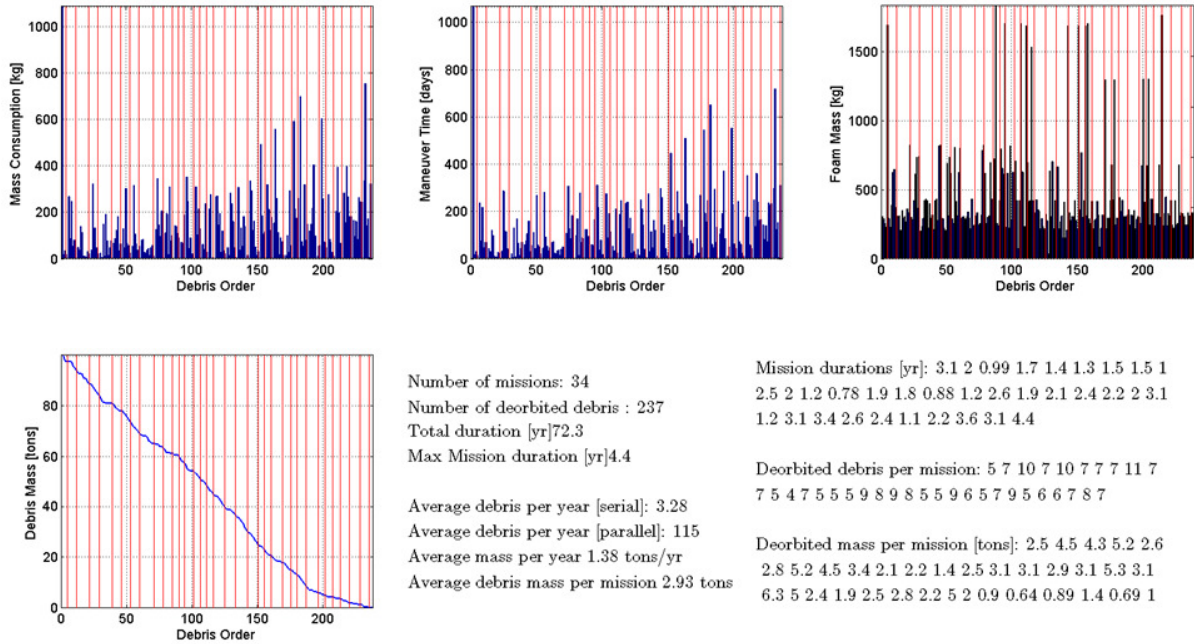 1000
800
600
400
200
0
Mass Consumption [kg]
50 100 150 200
Debris Order
1000
800
600
400
200
0
Maneuver Time [days]
0 50 100 150 200
Debris Order
1500
1000
500
0
Foam Mass [kg]
0 50 100 150 200
Debris Order
80
60
40
20
0
Debris Mass [tons]
0 50 100 150 200
Debris Order
Number of missions: 34
Number of deorbited debris : 237
Total duration [yr]72.3
Max Mission duration [yr]4.4
Average debris per year [serial]: 3.28
Average debris per year [parallel]: 115
Average mass per year 1.38 tons/yr
Average debris mass per mission 2.93 tons
Mission durations [yr]: 3.1 2 0.99 1.7 1.4 1.3 1.5 1.5 1
2.5 2 1.2 0.78 1.9 1.8 0.88 1.2 2.6 1.9 2.1 2.4 2.2 2 3.1
1.2 3.1 3.4 2.6 2.4 1.1 2.2 3.6 3.1 4.4
Deorbited debris per mission: 5 7 10 7 10 7 7 7 11 7
7 5 4 7 5 5 5 9 8 9 8 5 5 9 6 5 7 9 5 6 6 7 8 7
Deorbited mass per mission [tons]: 2.5 4.5 4.3 5.2 2.6
2.8 5.2 4.5 3.4 2.1 2.2 1.4 2.5 3.1 3.1 2.9 3.1 5.3 3.1
6.3 5 2.4 1.9 2.5 2.8 2.2 5 2 0.9 0.64 0.89 1.4 0.69 1